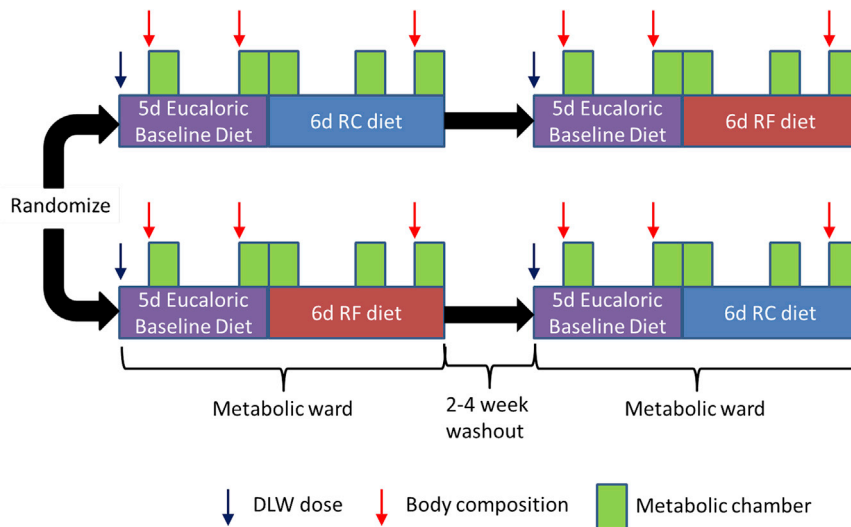 5d Eucaloric
Baseline Diet
6d RC diet
5d Eucaloric
Baseline Diet
6d RF diet
Randomize
5d Eucaloric
Baseline Diet
6d RF diet
5d Eucaloric
Baseline Diet
6d RC diet
Metabolic ward
2-4 week
washout
Metabolic ward
DLW dose
Body composition
Metabolic chamber